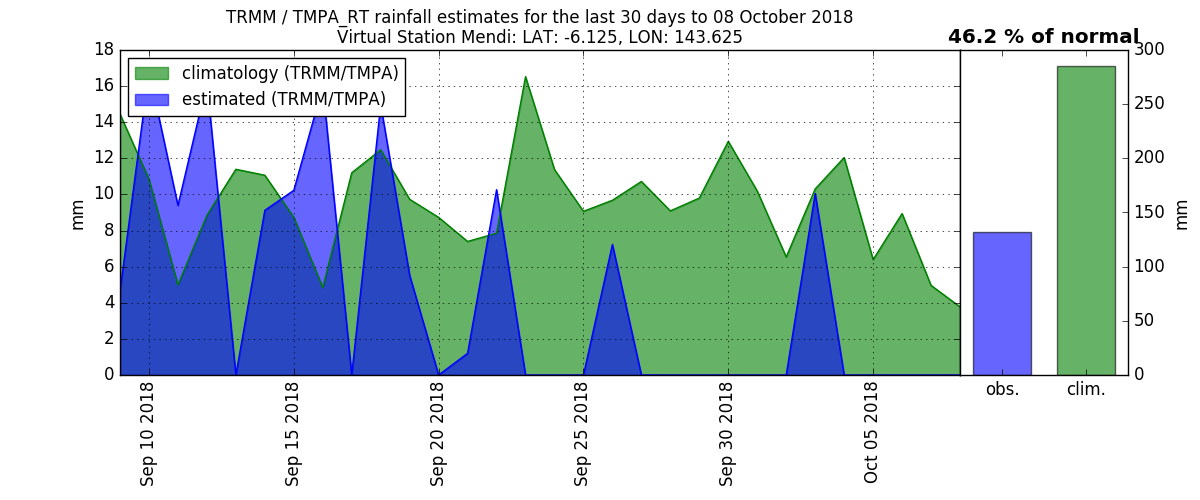 TRMM / TMPA_RT rainfall estimates for the last 30 days to 08 October 2018
Virtual Station Mendi: LAT: -6.125, LON: 143.625
46.2 % of normal
climatology (TRMM/TMPA)
estimated (TRMM/TMPA)
18
16
14
12
10
8
6
4
2
0
mm
Sep 10 2018
Sep 15 2018
Sep 20 2018
Sep 25 2018
Sep 30 2018
Oct 05 2018
obs.
clim.
300
250
200
150
100
50
0
mm